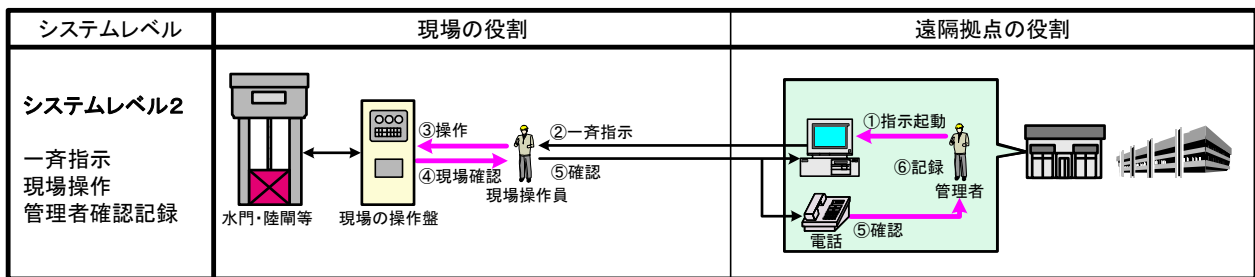 システムレベル
現場の役割
遠隔拠点の役割
システムレベル2
一斉指示
現場操作
管理者確認記録
水門・陸閘等
現場の操作盤
③操作
④現場確認
現場操作員
②一斉指示
⑤確認
①指示起動
⑥記録
管理者
電話
⑤確認